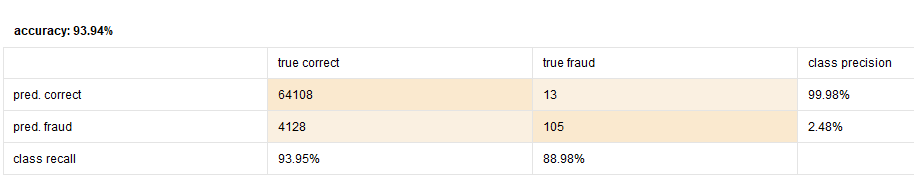 accuracy: 93.94%
true correct true fraud class precision
pred. correct 64108 13 99.98%
pred. fraud 4128 105 2.48%
class recall 93.95% 88.98%